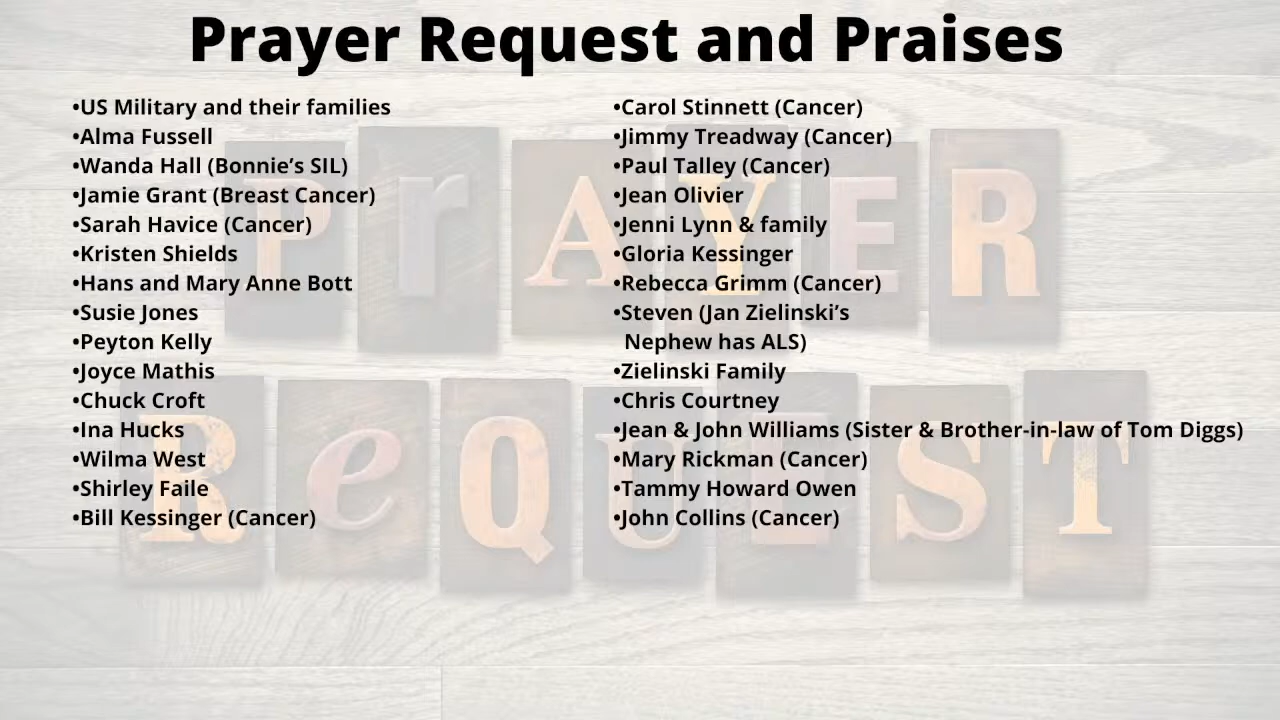 Prayer Request and Praises
•US Military and their families
•Alma Fussell
•Wanda Hall (Bonnie’s SIL)
•Jamie Grant (Breast Cancer)
•Sarah Havice (Cancer)
•Kristen Shields
•Hans and Mary Anne Bott
•Susie Jones
•Peyton Kelly
•Joyce Mathis
•Chuck Croft
•Ina Hucks
•Wilma West
•Shirley Faile
•Bill Kessinger (Cancer)
•Carol Stinnett (Cancer)
•Jimmy Treadway (Cancer)
•Paul Talley (Cancer)
•Jean Olivier
•Jenni Lynn & family
•Gloria Kessinger
•Rebecca Grimm (Cancer)
•Steven (Jan Zielinski’s
Nephew has ALS)
•Zielinski Family
•Chris Courtney
•Jean & John Williams (Sister & Brother-in-law of Tom Diggs)
•Mary Rickman (Cancer)
•Tammy Howard Owen
•John Collins (Cancer)
PrAYER
ReQUEST